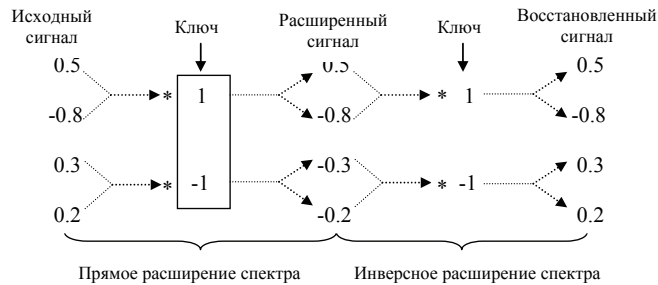 Исходный сигнал
Ключ
Расширенный сигнал
Ключ
Восстановленный сигнал
0.5 0.5 0.5
* 1 * 1
-0.8 -0.8 -0.8
0.3 -0.3 0.3
* -1 * -1
0.2 -0.2 0.2
Прямое расширение спектра
Инверсное расширение спектра